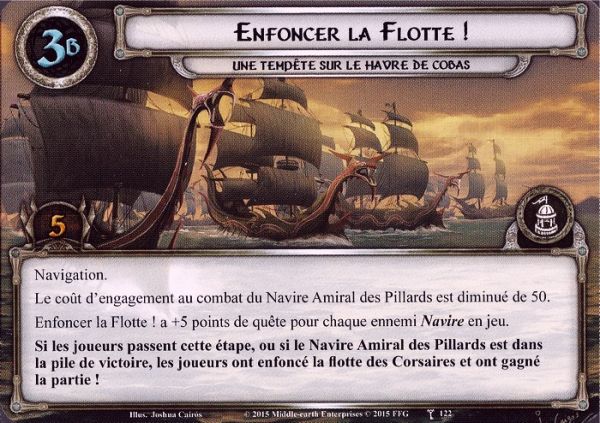 3B
ENFONCER LA FLOTTE !
UNE TEMPÊTE SUR LE HAVRE DE COBAS
5
Navigation.
Le coût d'engagement au combat du Navire Amiral des Pillards est diminué de 50.
Enfoncer la Flotte ! a +5 points de quête pour chaque ennemi Navire en jeu.
Si les joueurs passent cette étape, ou si le Navire Amiral des Pillards est dans
la pile de victoire, les joueurs ont enfoncé la flotte des Corsaires et ont gagné
la partie !
Illus. Joshua Cairós © 2015 Middle-earth Enterprises © 2015 FFG 122